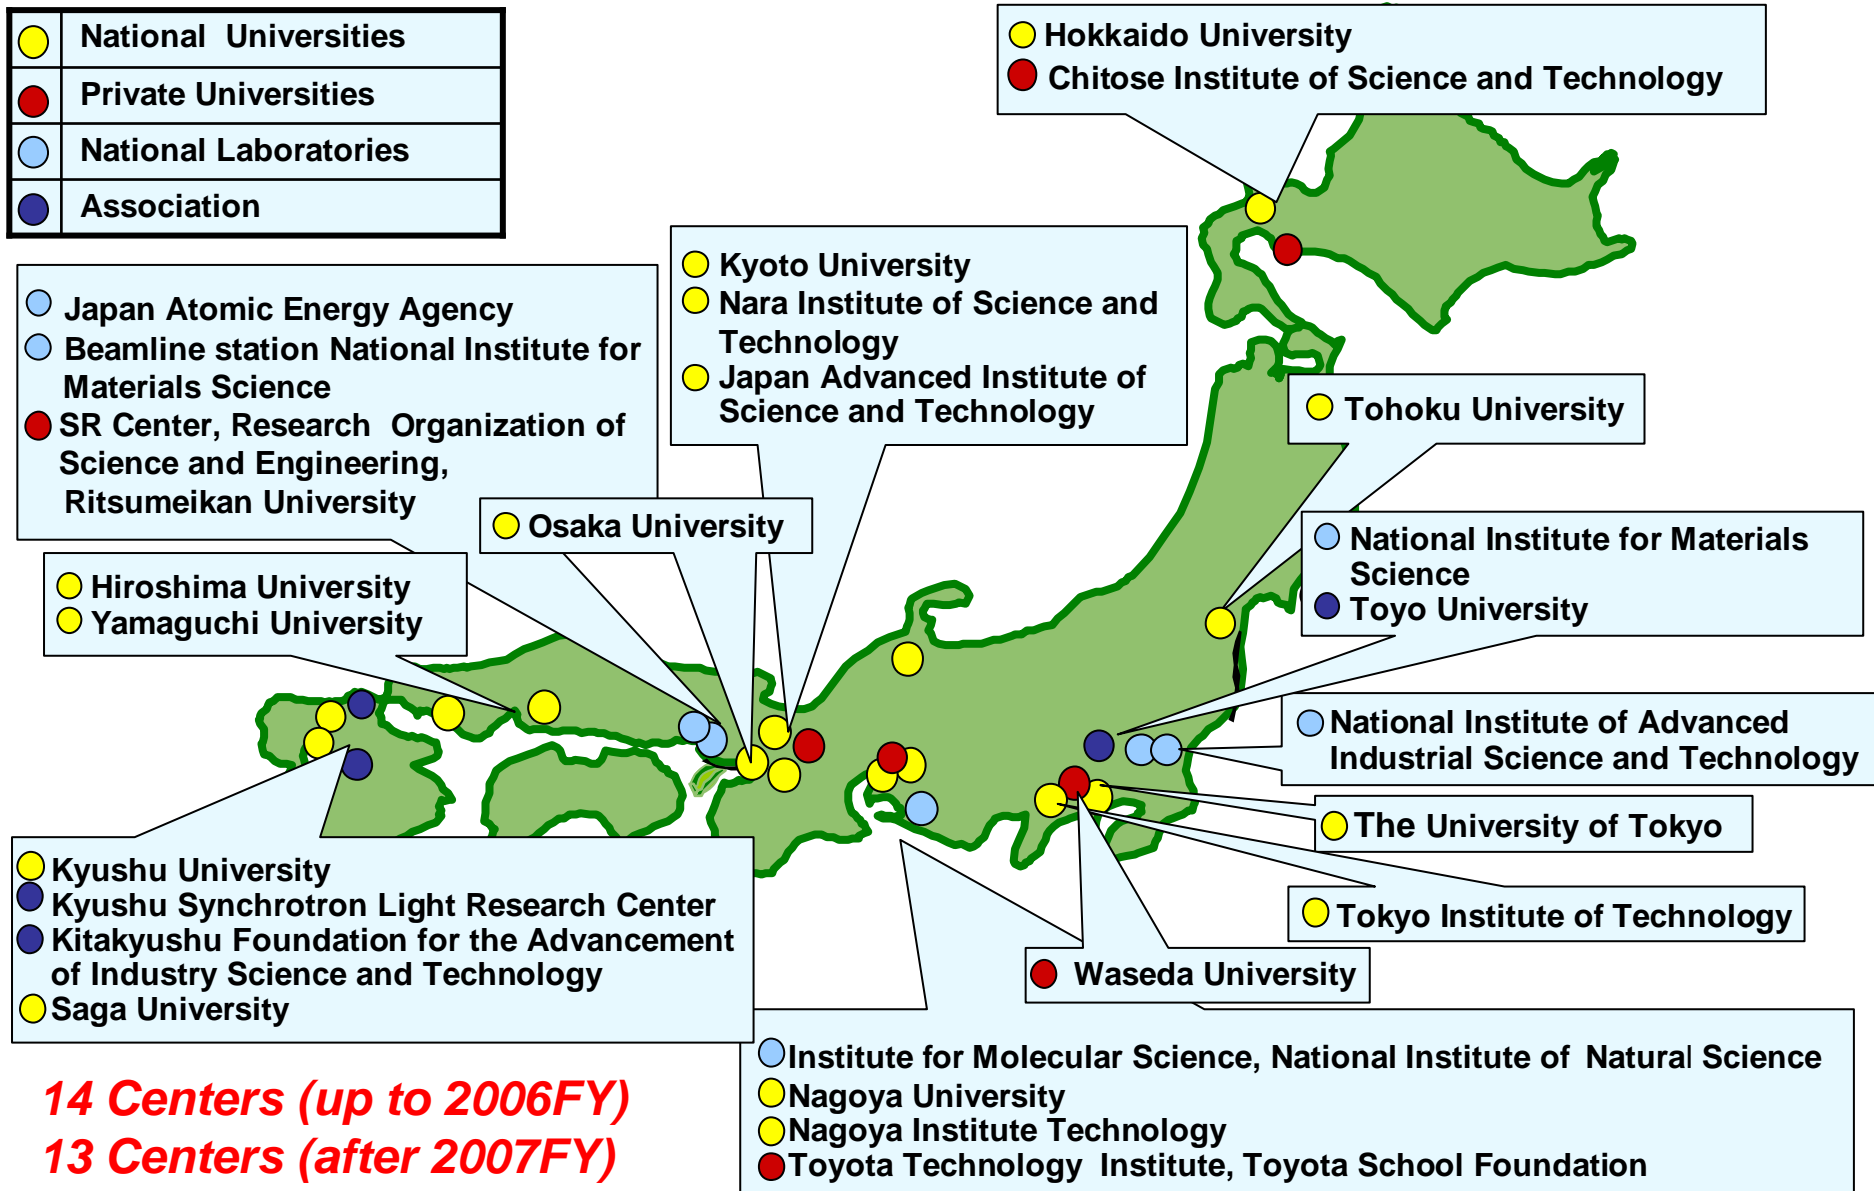 National Universities
Private Universities
National Laboratories
Association
Hokkaido University
Chitose Institute of Science and Technology
Japan Atomic Energy Agency
Beamline station National Institute for
Materials Science
SR Center, Research Organization of
Science and Engineering,
Ritsumeikan University
Kyoto University
Nara Institute of Science and
Technology
Japan Advanced Institute of
Science and Technology
Tohoku University
Osaka University
National Institute for Materials
Science
Toyo University
Hiroshima University
Yamaguchi University
National Institute of Advanced
Industrial Science and Technology
The University of Tokyo
Tokyo Institute of Technology
Waseda University
Kyushu University
Kyushu Synchrotron Light Research Center
Kitakyushu Foundation for the Advancement
of Industry Science and Technology
Saga University
Institute for Molecular Science, National Institute of Natural Science
Nagoya University
Nagoya Institute Technology
Toyota Technology Institute, Toyota School Foundation
14 Centers (up to 2006FY)
13 Centers (after 2007FY)